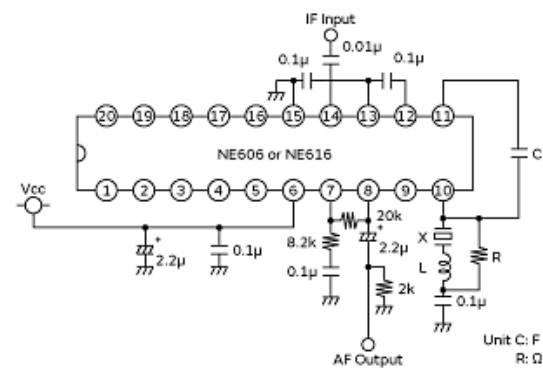 IF Input
0.01μ
0.1μ
0.1μ
20 19 18 17 16 15 14 13 12 11
NE606 or NE616
C
1 2 3 4 5 6 7 8 9 10
Vcc
20k
+
+
2.2μ
0.1μ
8.2k
2.2μ
X
R
L
0.1μ
2k
0.1μ
AF Output
Unit C: F
R: Ω